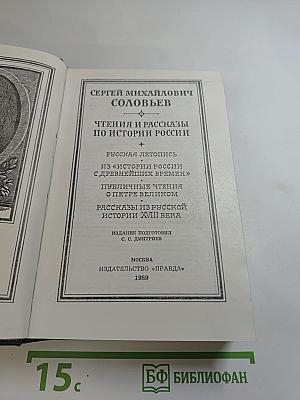 СЕРГЕЙ МИХАЙЛОВИЧ
СОЛОВЬЕВ
ЧТЕНИЯ И РАССКАЗЫ
ПО ИСТОРИИ РОССИИ
РУССКАЯ ЛЕТОПИСЬ
ИЗ «ИСТОРИИ РОССИИ
С ДРЕВНЕЙШИХ ВРЕМЕН»
ПУБЛИЧНЫЕ ЧТЕНИЯ
О ПЕТРЕ ВЕЛИКОМ
РАССКАЗЫ ИЗ РУССКОЙ
ИСТОРИИ XVIII ВЕКА
ИЗДАНИЕ ПОДГОТОВИЛ
С. С. ДМИТРИЕВ
МОСКВА
ИЗДАТЕЛЬСТВО «ПРАВДА»
1989
15с
БФ БИБЛИОФАН